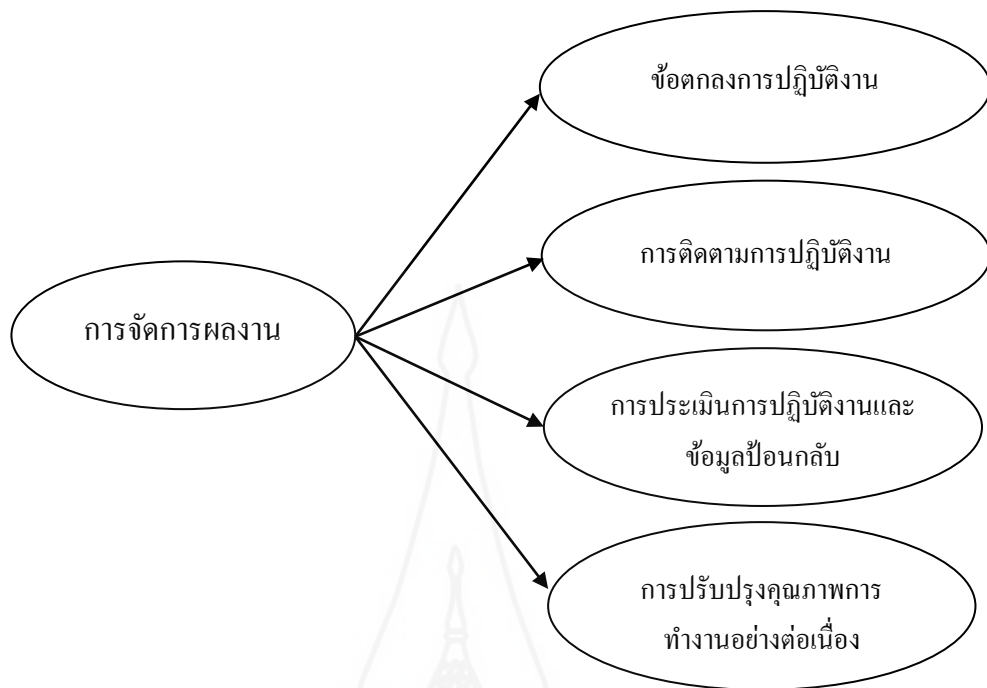 ข้อตกลงการปฏิบัติงาน
การติดตามการปฏิบัติงาน
การจัดการผลงาน
การประเมินการปฏิบัติงานและ
ข้อมูลป้อนกลับ
การปรับปรุงคุณภาพการ
ทำงานอย่างต่อเนื่อง